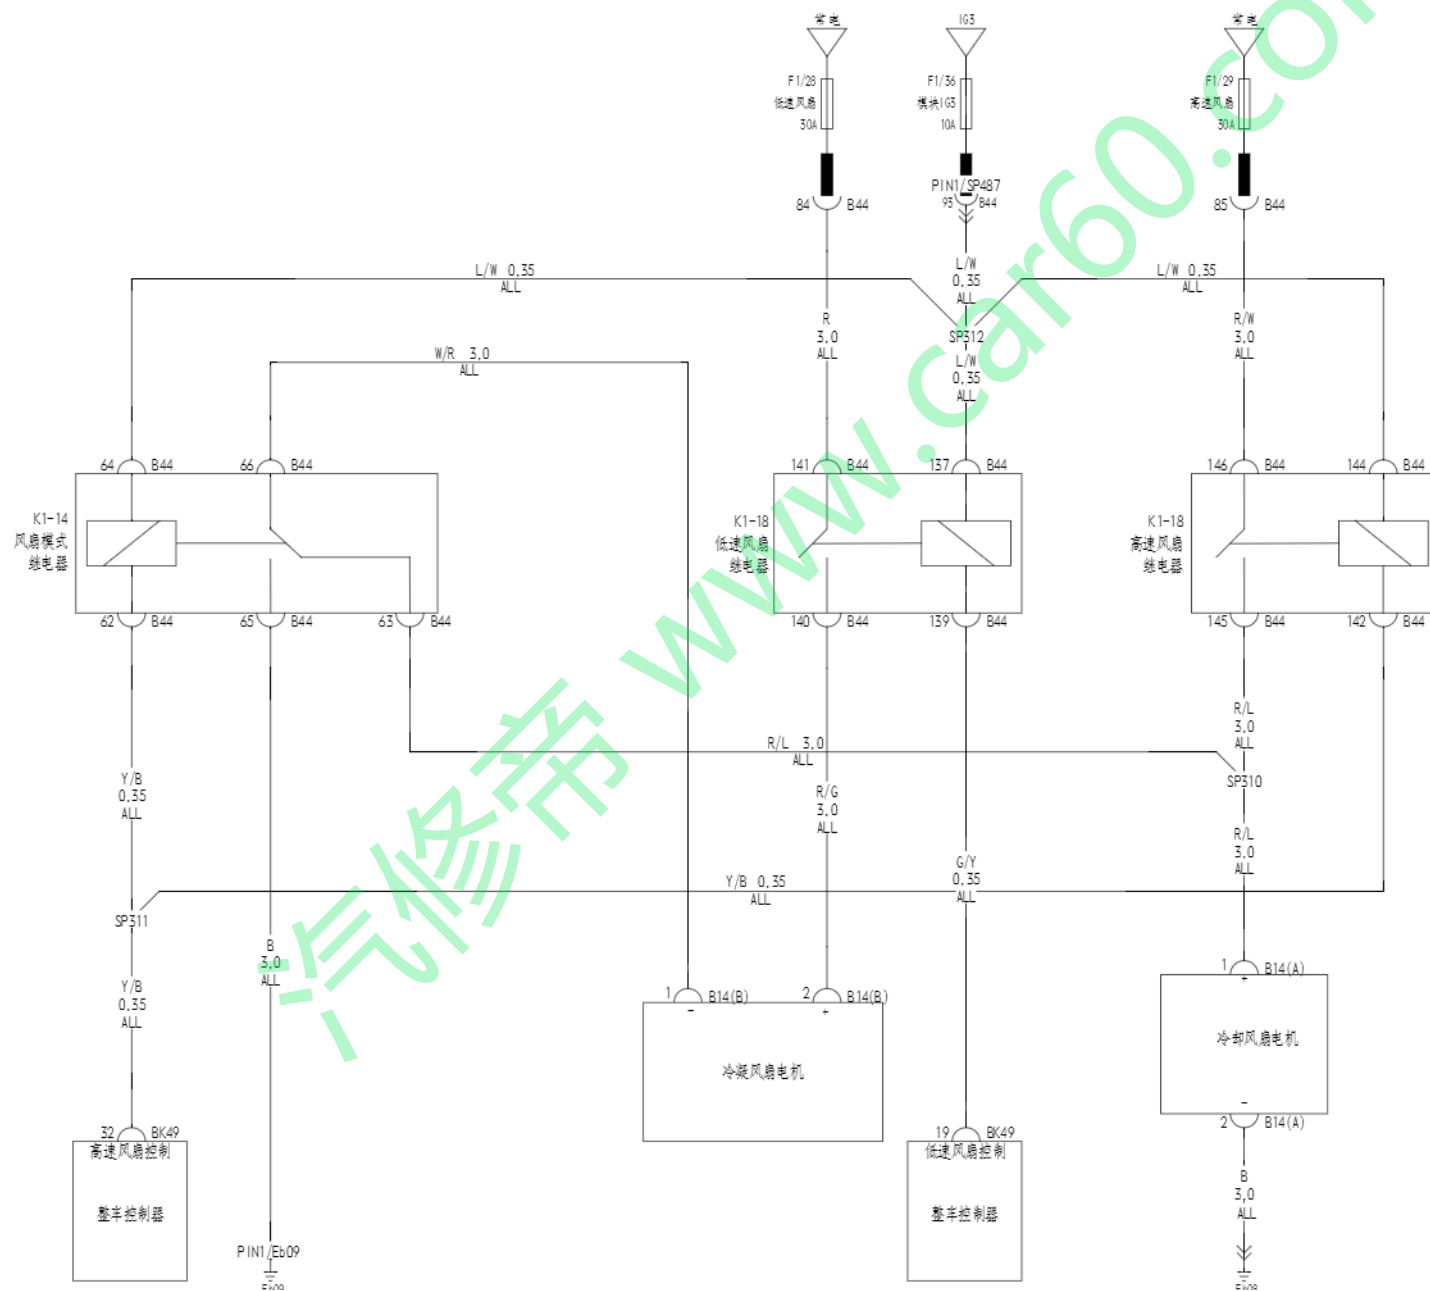 常电
IG3
常电
F1/28
低速风扇
30A
F1/36
模块IG3
10A
F1/29
高速风扇
30A
PIN1/SP487
84 B44
93 B44
85 B44
L/W 0.35
ALL
L/W
0.35
ALL
L/W 0.35
ALL
R
3.0
ALL
SP312
R/W
3.0
ALL
W/R 3.0
ALL
L/W
0.35
ALL
64 B44
66 B44
141 B44
137 B44
146 B44
144 B44
K1-14
风扇模式
继电器
K1-18
低速风扇
继电器
K1-18
高速风扇
继电器
62 B44
65 B44
63 B44
140 B44
139 B44
145 B44
142 B44
R/L
3.0
ALL
R/L 3.0
ALL
SP310
Y/B
0.35
ALL
R/G
3.0
ALL
R/L
3.0
ALL
G/Y
0.35
ALL
Y/B 0.35
ALL
SP311
B
3.0
ALL
Y/B
0.35
ALL
1 B14(B)
-
2 B14(B)
+
冷凝风扇电机
1 B14(A)
+
冷却风扇电机
-
2 B14(A)
32 BK49
高速风扇控制
整车控制器
19 BK49
低速风扇控制
整车控制器
B
3.0
ALL
PIN1/Eb09
Eb09
Eb08
汽修帝 www.car60.com